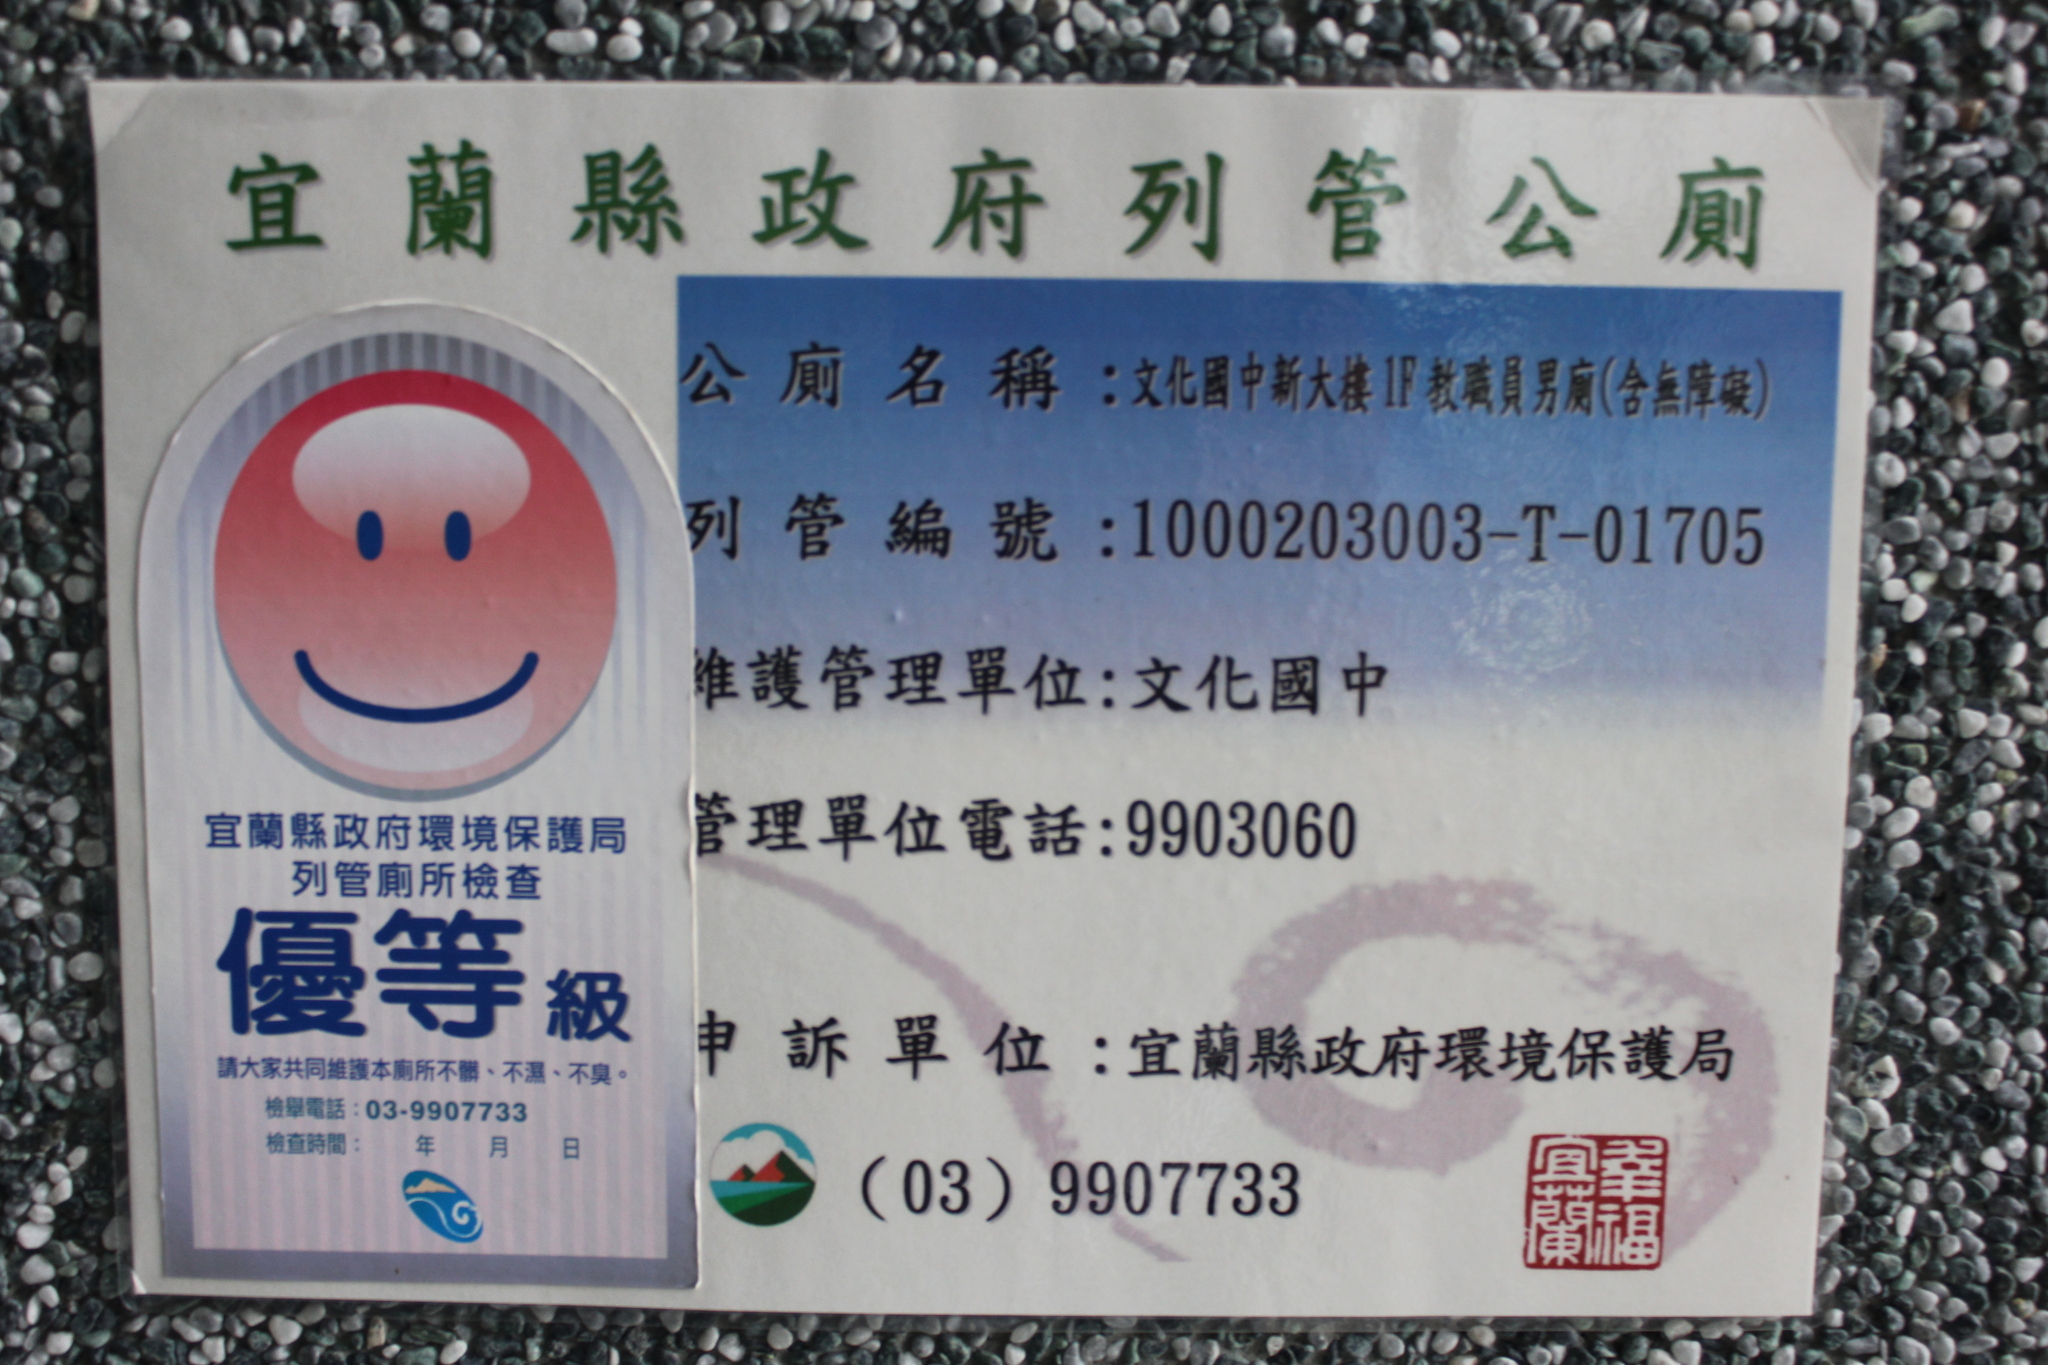 宜蘭縣政府列管公廁
公廁名稱:文化國中新大樓1F教職員男廁(含無障礙)
列管編號:1000203003-T-01705
維護管理單位:文化國中
管理單位電話:9903060
申訴單位:宜蘭縣政府環境保護局
(03)9907733
幸福
宜蘭
宜蘭縣政府環境保護局
列管廁所檢查
優等級
請大家共同維護本廁所不髒、不濕、不臭。
檢舉電話:03-9907733
檢查時間: 年 月 日